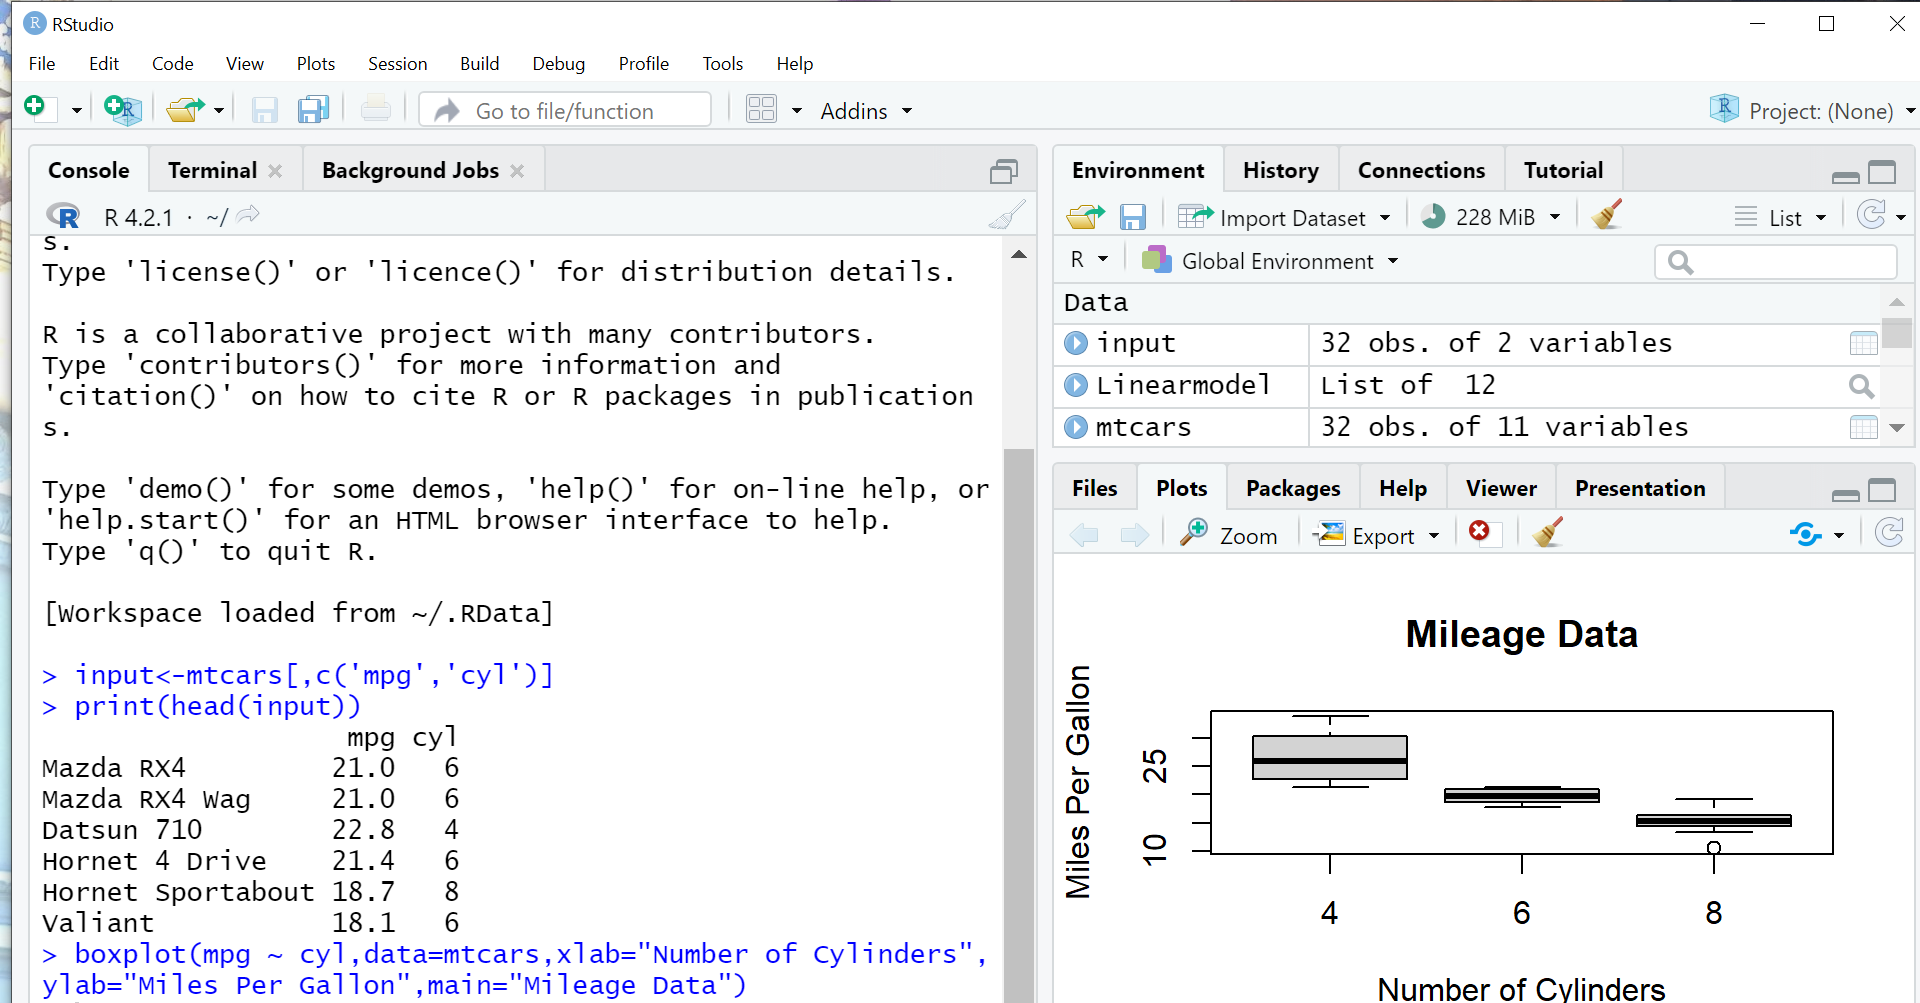 RStudio
File Edit Code View Plots Session Build Debug Profile Tools Help
Go to file/function Addins Project: (None)
Console Terminal Background Jobs
R 4.2.1 · ~/
s.
Type 'license()' or 'licence()' for distribution details.
R is a collaborative project with many contributors.
Type 'contributors()' for more information and
'citation()' on how to cite R or R packages in publication
s.
Type 'demo()' for some demos, 'help()' for on-line help, or
'help.start()' for an HTML browser interface to help.
Type 'q()' to quit R.
[Workspace loaded from ~/.RData]
> input<-mtcars[,c('mpg','cyl')]
> print(head(input))
mpg cyl
Mazda RX4 21.0 6
Mazda RX4 Wag 21.0 6
Datsun 710 22.8 4
Hornet 4 Drive 21.4 6
Hornet Sportabout 18.7 8
Valiant 18.1 6
> boxplot(mpg ~ cyl,data=mtcars,xlab="Number of Cylinders",
ylab="Miles Per Gallon",main="Mileage Data")
Environment History Connections Tutorial
Import Dataset 228 MiB List
R Global Environment
Data
input 32 obs. of 2 variables
Linearmodel List of 12
mtcars 32 obs. of 11 variables
Files Plots Packages Help Viewer Presentation
Zoom Export
Mileage Data
Miles Per Gallon
25
10
4 6 8
Number of Cylinders